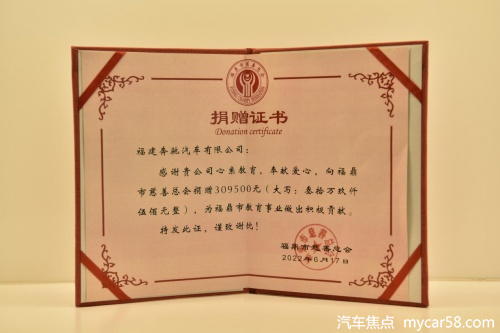 捐赠证书
Donation certificate
福建奔驰汽车有限公司：
感谢贵公司心系教育，奉献爱心，向福鼎
市慈善总会捐赠309500元（大写：叁拾万玖仟
伍佰元整），为福鼎市教育事业做出积极贡献。
特发此证，谨致谢忱！
福鼎市慈善总会
2022年6月17日
汽车焦点 mycar58.com